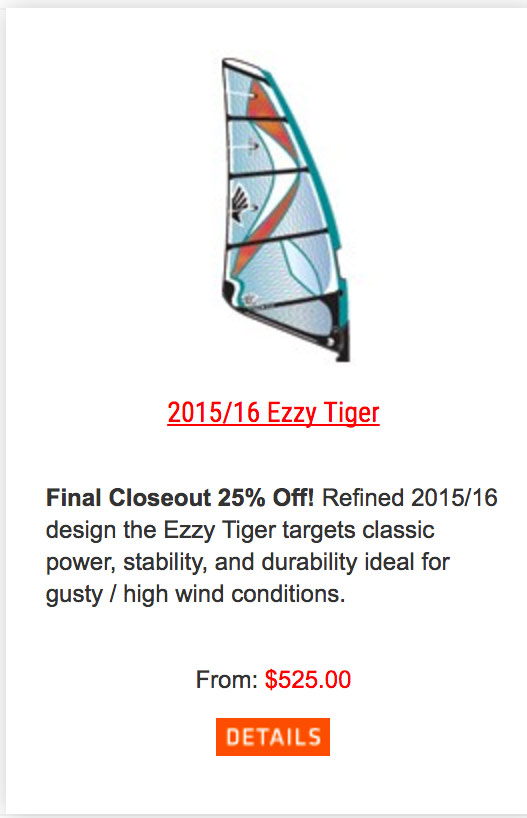 2015/16 Ezzy Tiger
Final Closeout 25% Off! Refined 2015/16
design the Ezzy Tiger targets classic
power, stability, and durability ideal for
gusty / high wind conditions.
From: $525.00
DETAILS